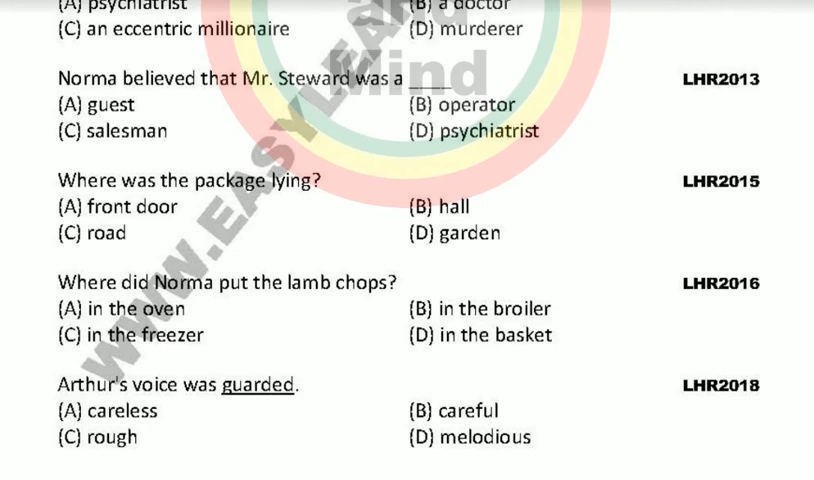 (A) psychiatrist (B) a doctor
(C) an eccentric millionaire (D) murderer
Mind
Norma believed that Mr. Steward was a ____ LHR2013
(A) guest (B) operator
(C) salesman (D) psychiatrist
Where was the package lying? LHR2015
(A) front door (B) hall
(C) road (D) garden
Where did Norma put the lamb chops? LHR2016
(A) in the oven (B) in the broiler
(C) in the freezer (D) in the basket
Arthur's voice was guarded. LHR2018
(A) careless (B) careful
(C) rough (D) melodious